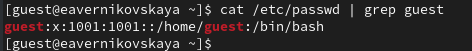 [guest@eavernikovskaya ~]$ cat /etc/passwd | grep guest
guest:x:1001:1001::/home/guest:/bin/bash
[guest@eavernikovskaya ~]$